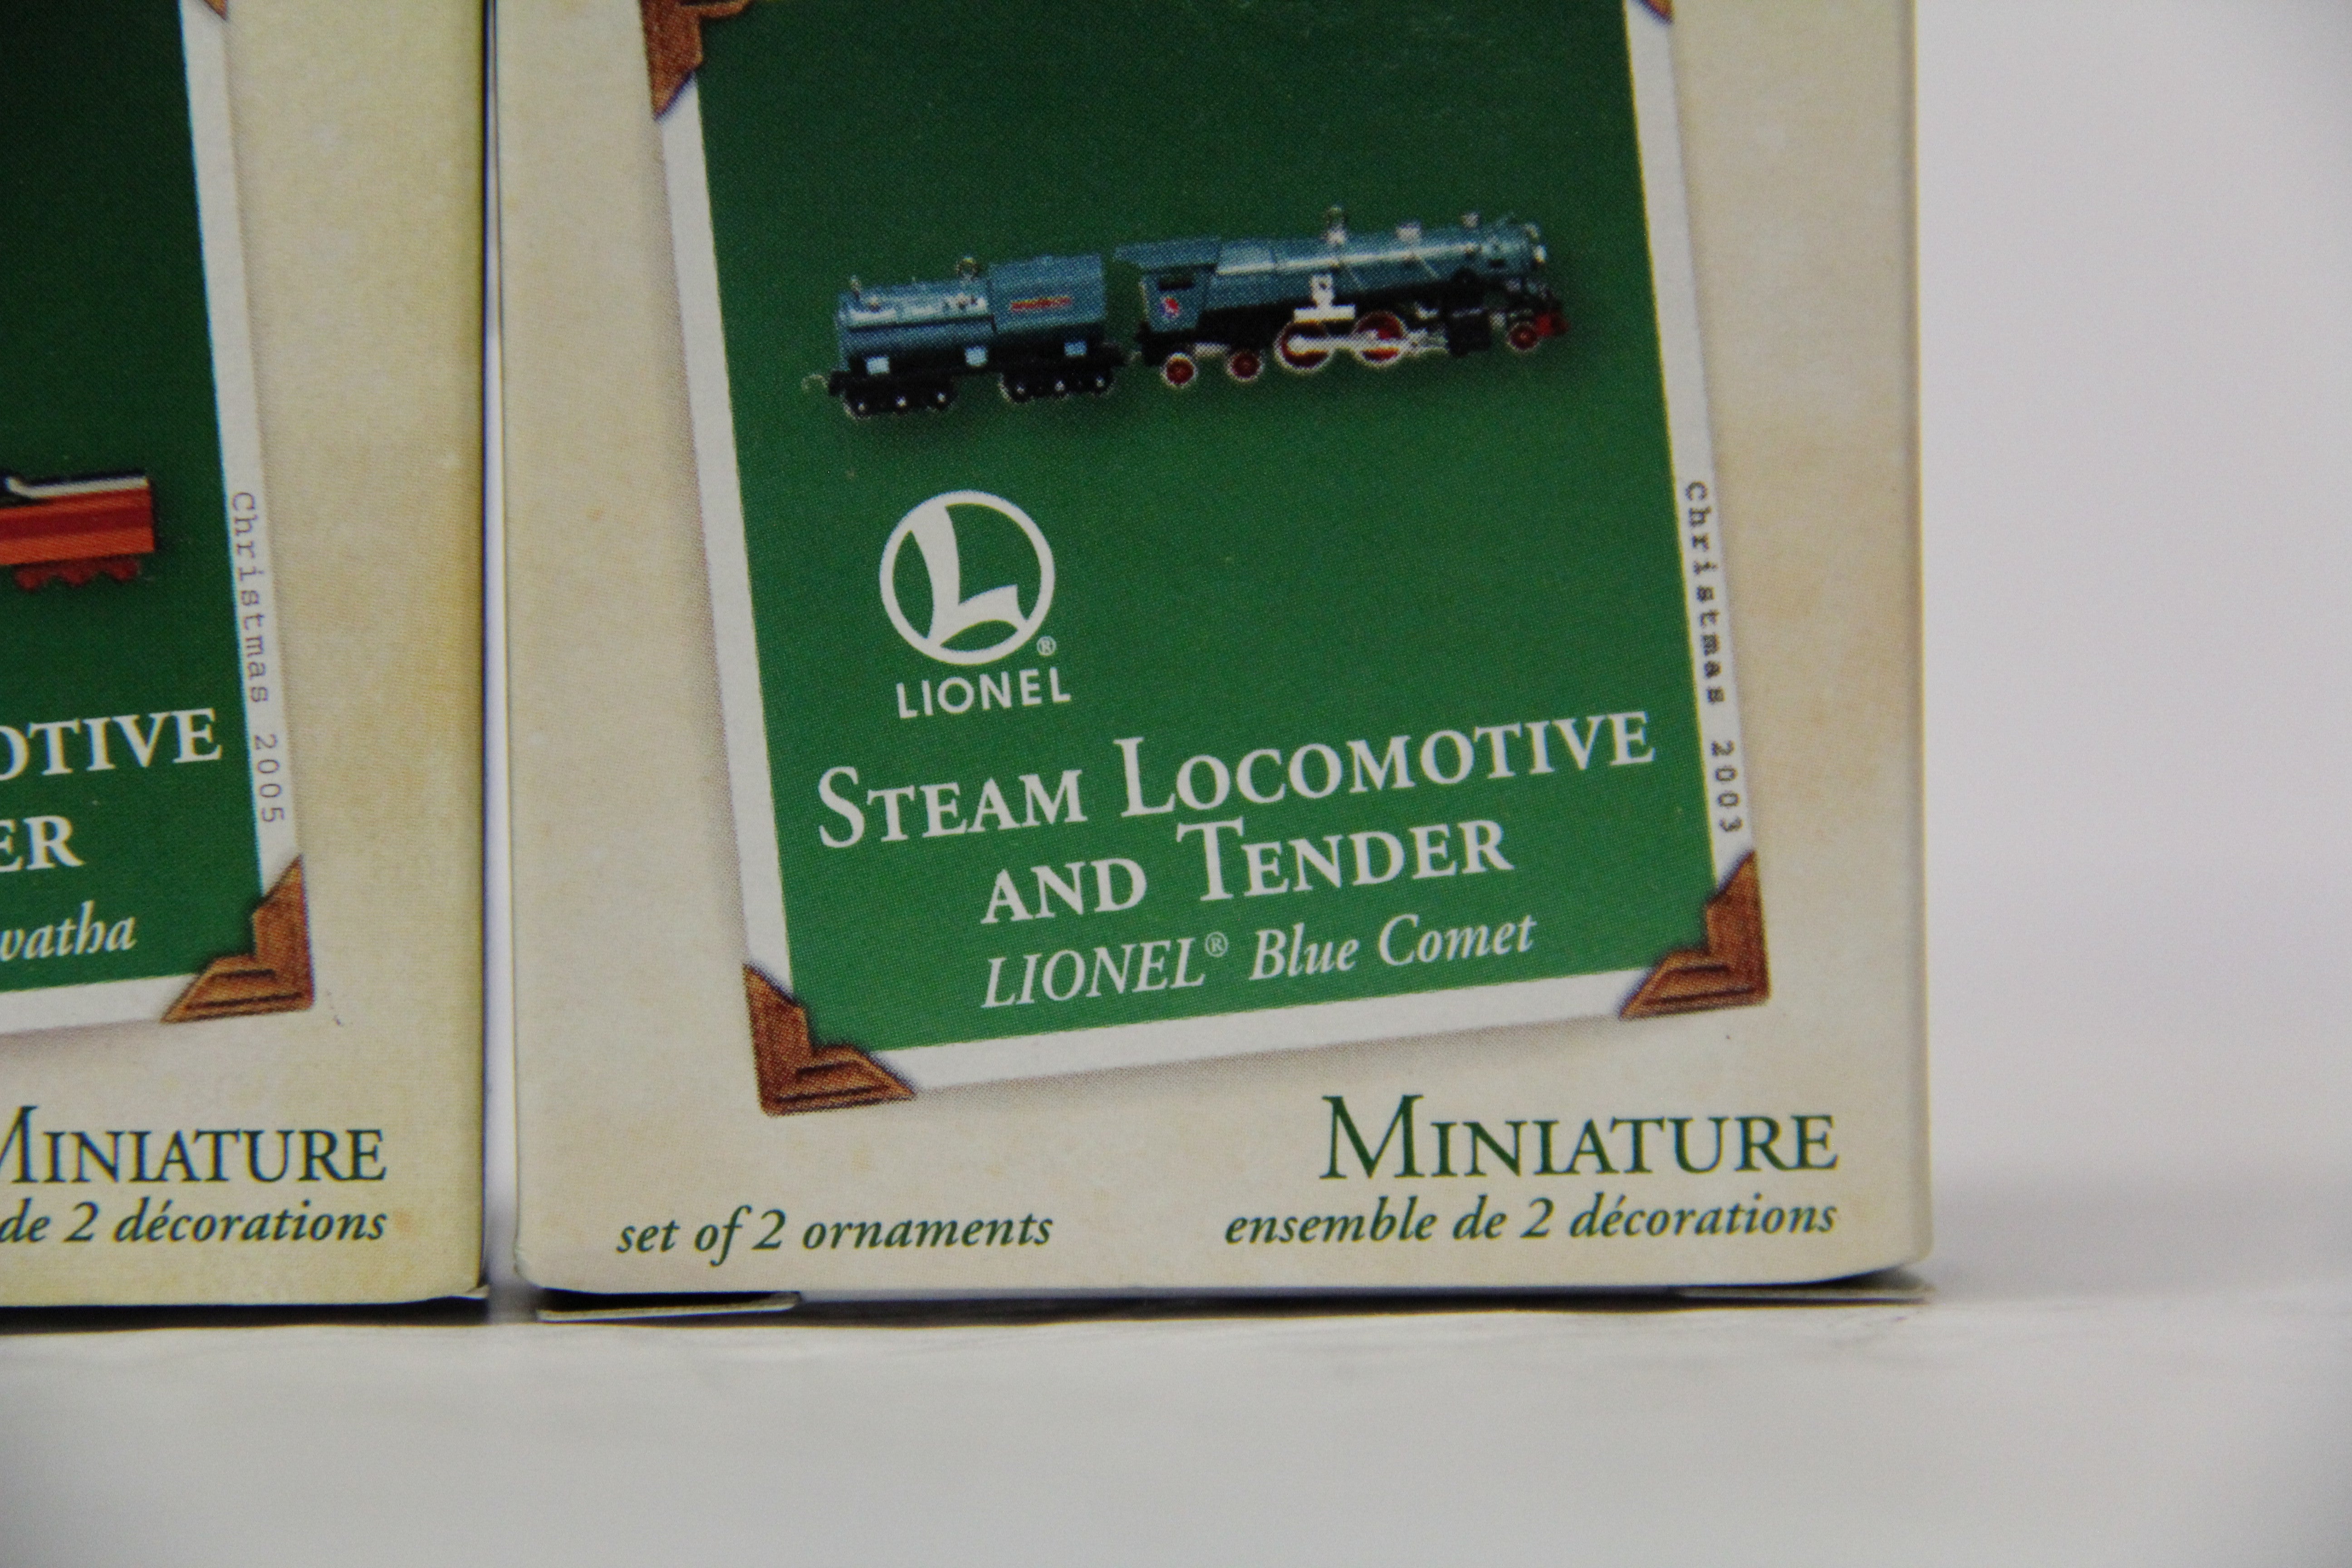 OTIVE
ER
watha
Christmas 2005
MINIATURE
de 2 décorations
L
®
LIONEL
STEAM LOCOMOTIVE
AND TENDER
LIONEL® Blue Comet
Christmas 2003
MINIATURE
set of 2 ornaments
ensemble de 2 décorations